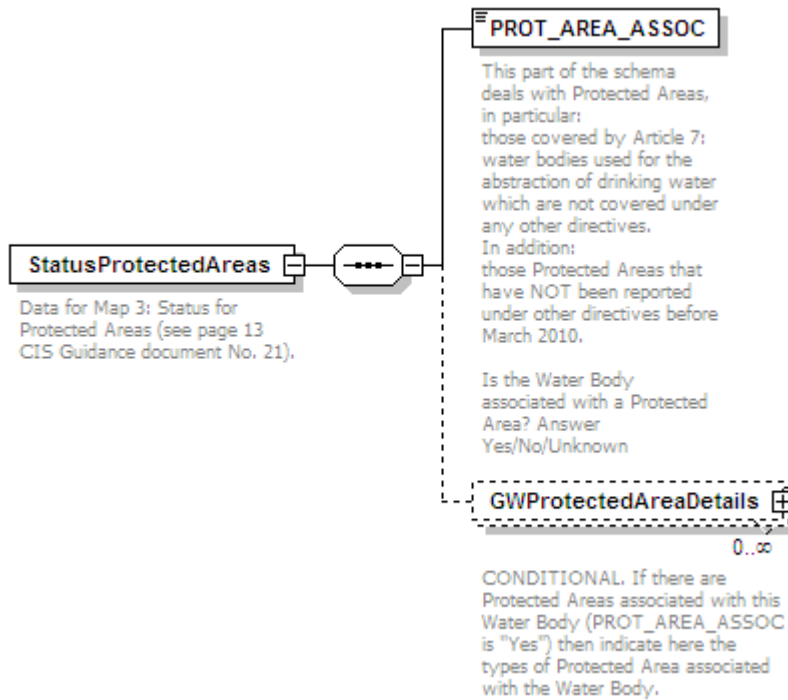 PROT_AREA_ASSOC
This part of the schema
deals with Protected Areas,
in particular:
those covered by Article 7:
water bodies used for the
abstraction of drinking water
which are not covered under
any other directives.
In addition:
those Protected Areas that
have NOT been reported
under other directives before
March 2010.
Is the Water Body
associated with a Protected
Area? Answer
Yes/No/Unknown
StatusProtectedAreas
Data for Map 3: Status for
Protected Areas (see page 13
CIS Guidance document No. 21).
GWProtectedAreaDetails
0..∞
CONDITIONAL. If there are
Protected Areas associated with this
Water Body (PROT_AREA_ASSOC
is "Yes") then indicate here the
types of Protected Area associated
with the Water Body.